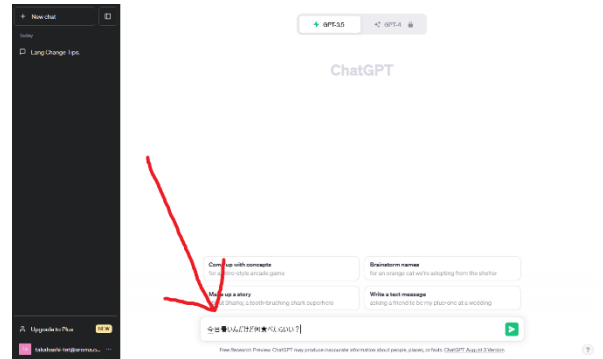 + New chat
Today
Lang Change Tips.
Upgrade to Plus
NEW
GPT-3.5
GPT-4
ChatGPT
Come up with concepts
for a retro-style arcade game
Brainstorm names
for an orange cat we're adopting from the shelter
Make up a story
about Sharky, a tooth-brushing shark superhero
Write a text message
asking a friend to be my plus-one at a wedding
今日暑いんだけど何食べればいい？
Free Research Preview. ChatGPT may produce inaccurate information about people, places, or facts. ChatGPT August 3 Version
?